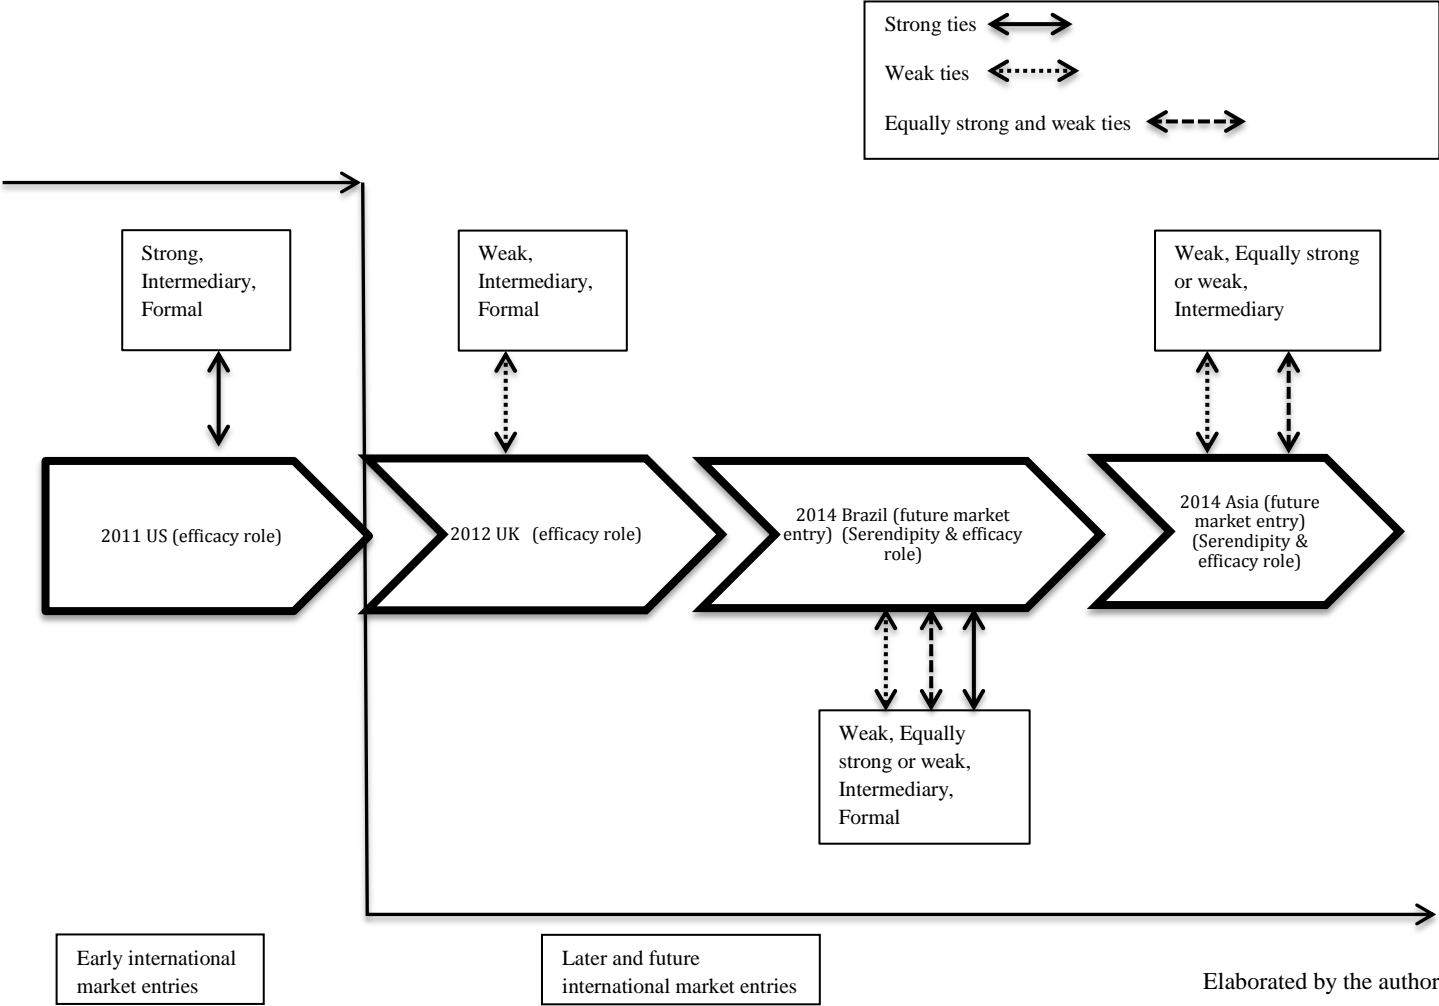 Strong ties
Weak ties
Equally strong and weak ties
Strong,
Intermediary,
Formal
Weak,
Intermediary,
Formal
Weak, Equally strong
or weak,
Intermediary
2011 US (efficacy role)
2012 UK (efficacy role)
2014 Brazil (future market
entry) (Serendipity & efficacy
role)
2014 Asia (future
market entry)
(Serendipity &
efficacy role)
Weak, Equally
strong or weak,
Intermediary,
Formal
Early international
market entries
Later and future
international market entries
Elaborated by the author